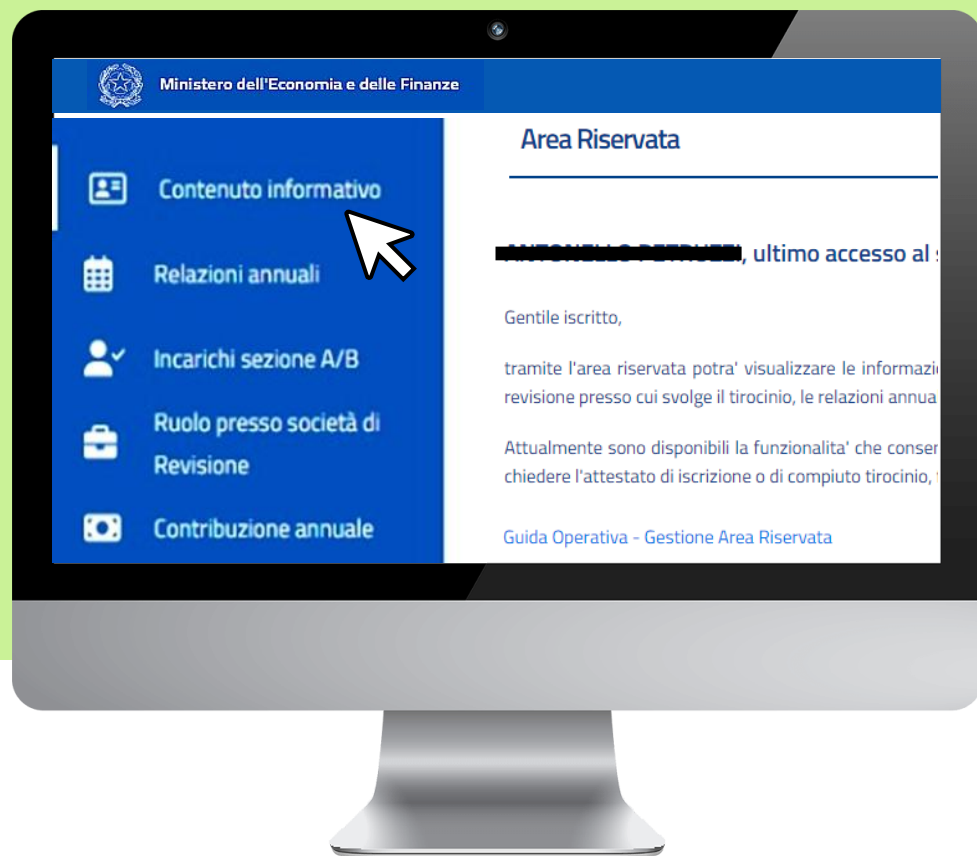 Ministero dell'Economia e delle Finanze
Contenuto informativo
Relazioni annuali
Incarichi sezione A/B
Ruolo presso società di
Revisione
Contribuzione annuale
Area Riservata
, ultimo accesso al
Gentile iscritto,
tramite l'area riservata potra' visualizzare le informazi
revisione presso cui svolge il tirocinio, le relazioni annua
Attualmente sono disponibili la funzionalita' che conser
chiedere l'attestato di iscrizione o di compiuto tirocinio,
Guida Operativa - Gestione Area Riservata